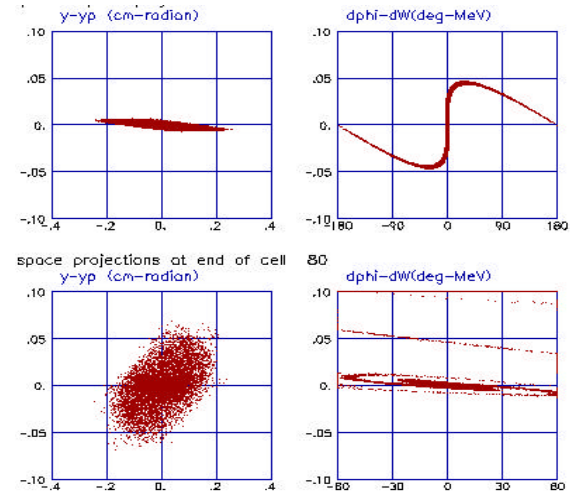 y-yp (cm-radian) dphi-dW(deg-MeV)
.10 .10
.05 .05
0. 0.
-.05 -.05
-.10 -.10
-.4 -.2 0. .2 .4 -180 -90 0 90 180
space projections at end of cell 80
y-yp (cm-radian) dphi-dW(deg-MeV)
.10 .10
.05 .05
0. 0.
-.05 -.05
-.10 -.10
-.4 -.2 0. .2 .4 -60 -30 0 30 60